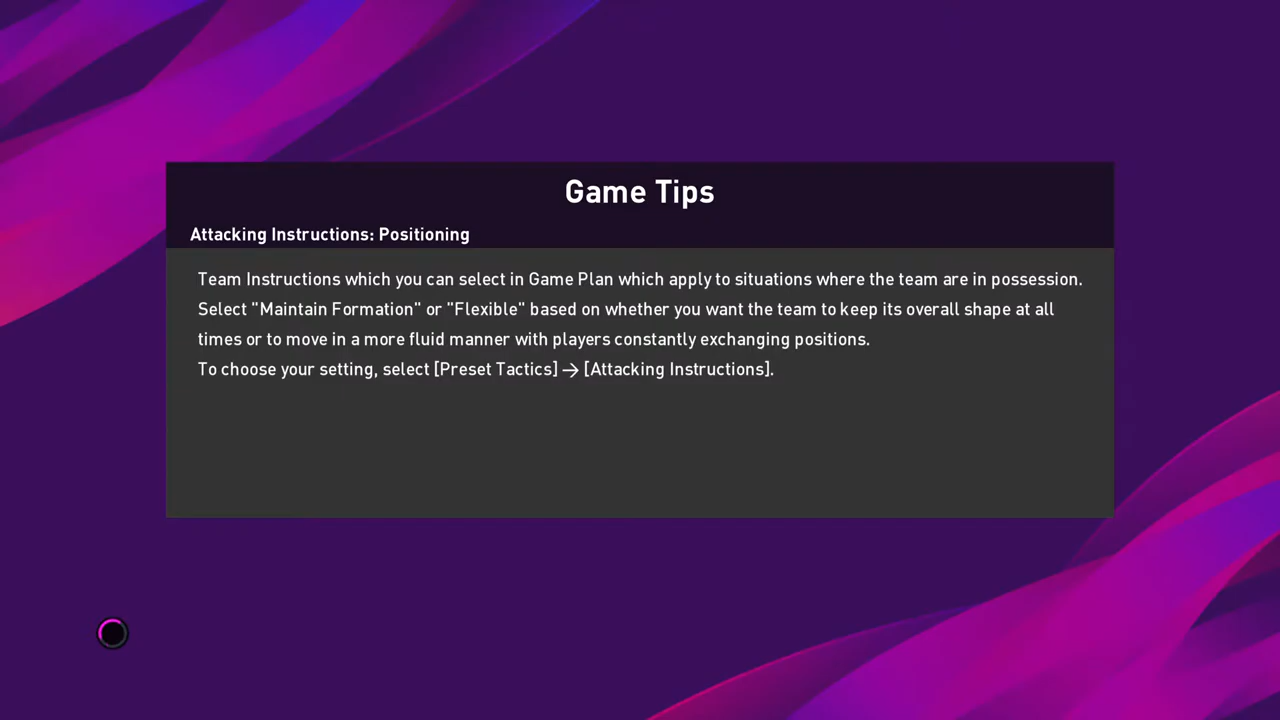 Game Tips
Attacking Instructions: Positioning
Team Instructions which you can select in Game Plan which apply to situations where the team are in possession.
Select "Maintain Formation" or "Flexible" based on whether you want the team to keep its overall shape at all
times or to move in a more fluid manner with players constantly exchanging positions.
To choose your setting, select [Preset Tactics] → [Attacking Instructions].